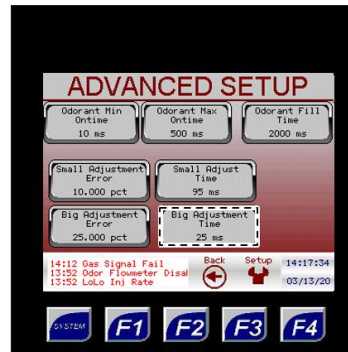 ADVANCED SETUP
Odorant Min
Ontime
10 ms
Odorant Max
Ontime
500 ms
Odorant Fill
Time
2000 ms
Small Adjustment
Error
10.000 pct
Small Adjust
Time
95 ms
Big Adjustment
Error
25.000 pct
Big Adjustment
Time
25 ms
14:12 Gas Signal Fail
13:52 Odor Flowmeter Disa
13:52 LoLo Inj Rate
Back
Setup
14:17:34
03/13/20
SYSTEM
F1
F2
F3
F4